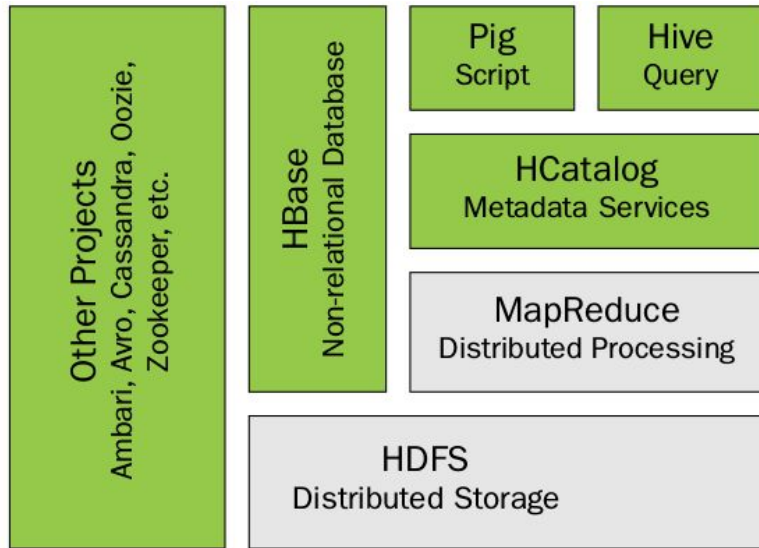 Other Projects
Ambari, Avro, Cassandra, Oozie,
Zookeeper, etc.
HBase
Non-relational Database
Pig
Script
Hive
Query
HCatalog
Metadata Services
MapReduce
Distributed Processing
HDFS
Distributed Storage